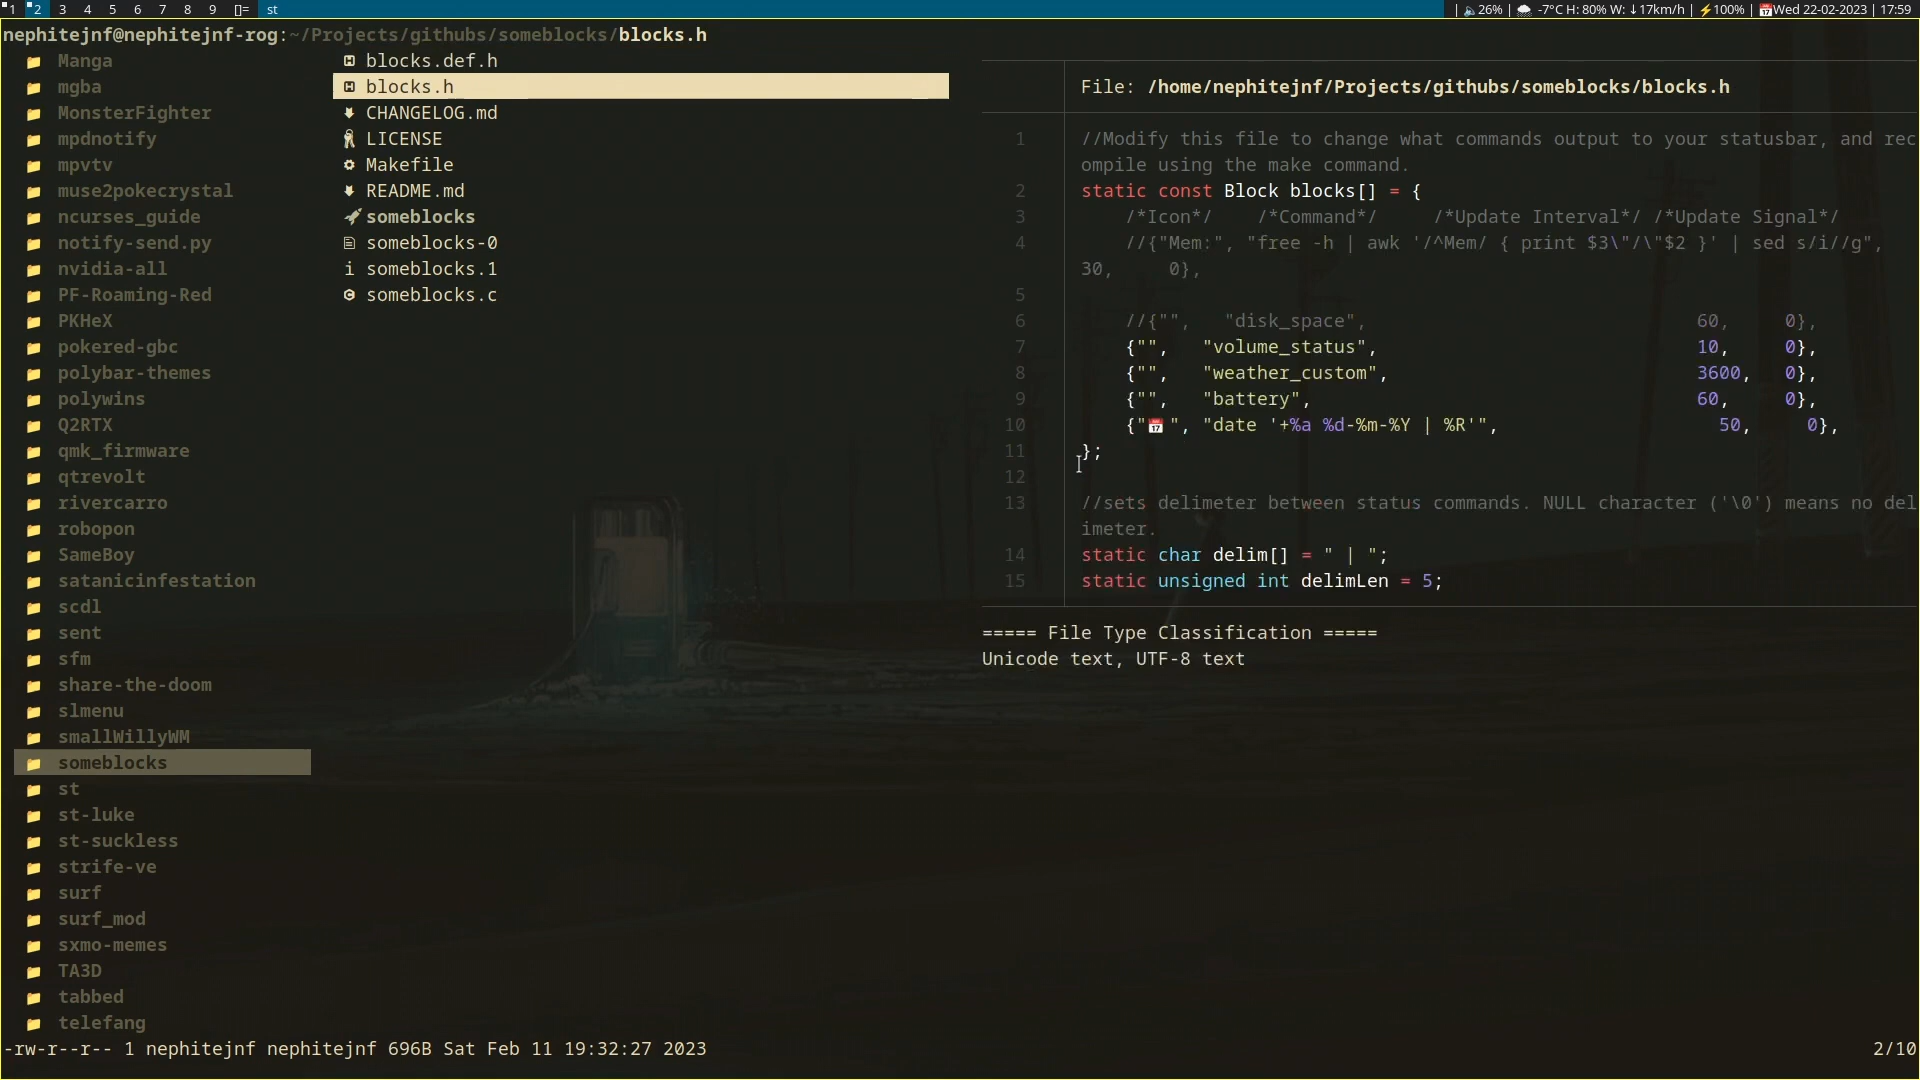 1 2 3 4 5 6 7 8 9 []= st | 26% | -7°C H: 80% W: ↓17km/h | ⚡100% | 📅Wed 22-02-2023 | 17:59
nephitejnf@nephitejnf-rog:~/Projects/githubs/someblocks/blocks.h
Manga
mgba
MonsterFighter
mpdnotify
mpvtv
muse2pokecrystal
ncurses_guide
notify-send.py
nvidia-all
PF-Roaming-Red
PKHeX
pokered-gbc
polybar-themes
polywins
Q2RTX
qmk_firmware
qtrevolt
rivercarro
robopon
SameBoy
satanicinfestation
scdl
sent
sfm
share-the-doom
slmenu
smallWillyWM
someblocks
st
st-luke
st-suckless
strife-ve
surf
surf_mod
sxmo-memes
TA3D
tabbed
telefang
blocks.def.h
blocks.h
CHANGELOG.md
LICENSE
Makefile
README.md
someblocks
someblocks-0
someblocks.1
someblocks.c
File: /home/nephitejnf/Projects/githubs/someblocks/blocks.h
1 //Modify this file to change what commands output to your statusbar, and rec
ompile using the make command.
2 static const Block blocks[] = {
3 /*Icon*/ /*Command*/ /*Update Interval*/ /*Update Signal*/
4 //{"Mem:", "free -h | awk '/^Mem/ { print $3\"/\"$2 }' | sed s/i//g",
30, 0},
5
6 //{"", "disk_space", 60, 0},
7 {"", "volume_status", 10, 0},
8 {"", "weather_custom", 3600, 0},
9 {"", "battery", 60, 0},
10 {"📅 ", "date '+%a %d-%m-%Y | %R'", 50, 0},
11 };
12
13 //sets delimeter between status commands. NULL character ('\0') means no del
imeter.
14 static char delim[] = " | ";
15 static unsigned int delimLen = 5;
===== File Type Classification =====
Unicode text, UTF-8 text
-rw-r--r-- 1 nephitejnf nephitejnf 696B Sat Feb 11 19:32:27 2023 2/10